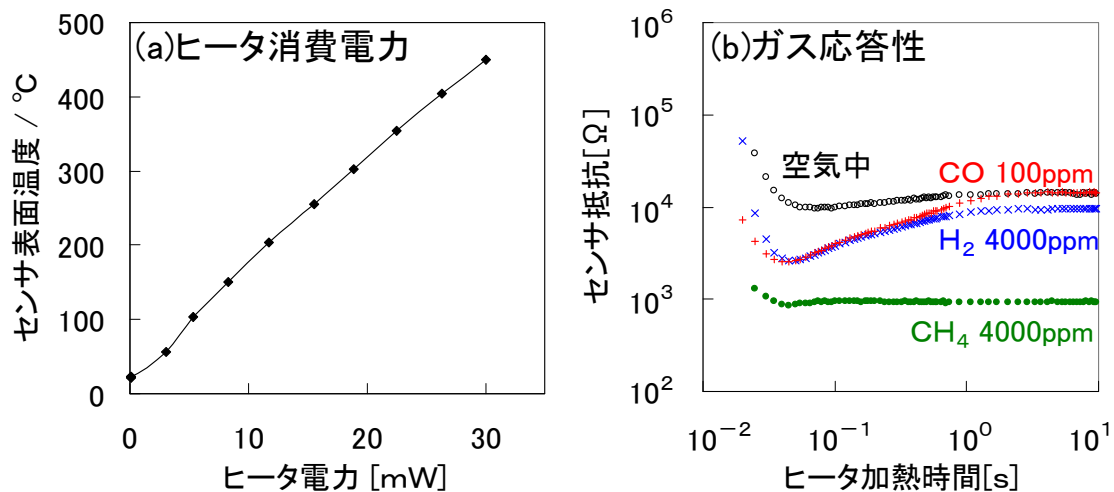 (a)ヒータ消費電力
センサ表面温度 / ℃
500
400
300
200
100
0
0 10 20 30
ヒータ電力 [mW]
(b)ガス応答性
センサ抵抗[Ω]
10⁶
10⁵
10⁴
10³
10²
空気中
CO 100ppm
H₂ 4000ppm
CH₄ 4000ppm
10⁻² 10⁻¹ 10⁰ 10¹
ヒータ加熱時間[s]